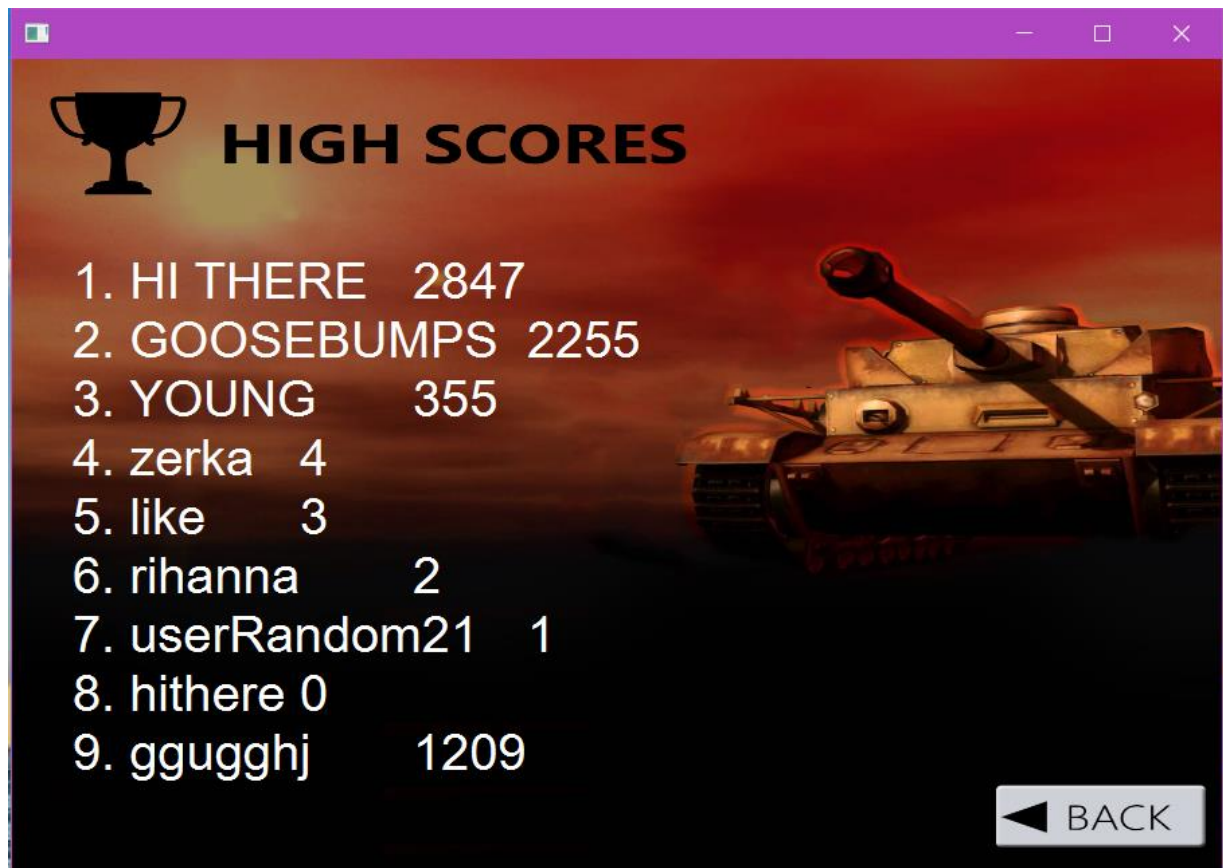 HIGH SCORES
1. HI THERE 2847
2. GOOSEBUMPS 2255
3. YOUNG 355
4. zerka 4
5. like 3
6. rihanna 2
7. userRandom21 1
8. hithere 0
9. ggugghj 1209
BACK